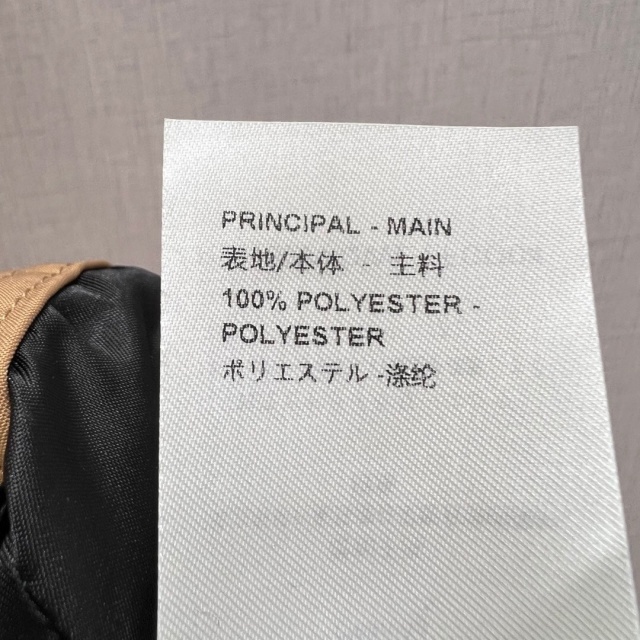 PRINCIPAL - MAIN
表地/本体 - 主料
100% POLYESTER -
POLYESTER
ポリエステル -涤纶